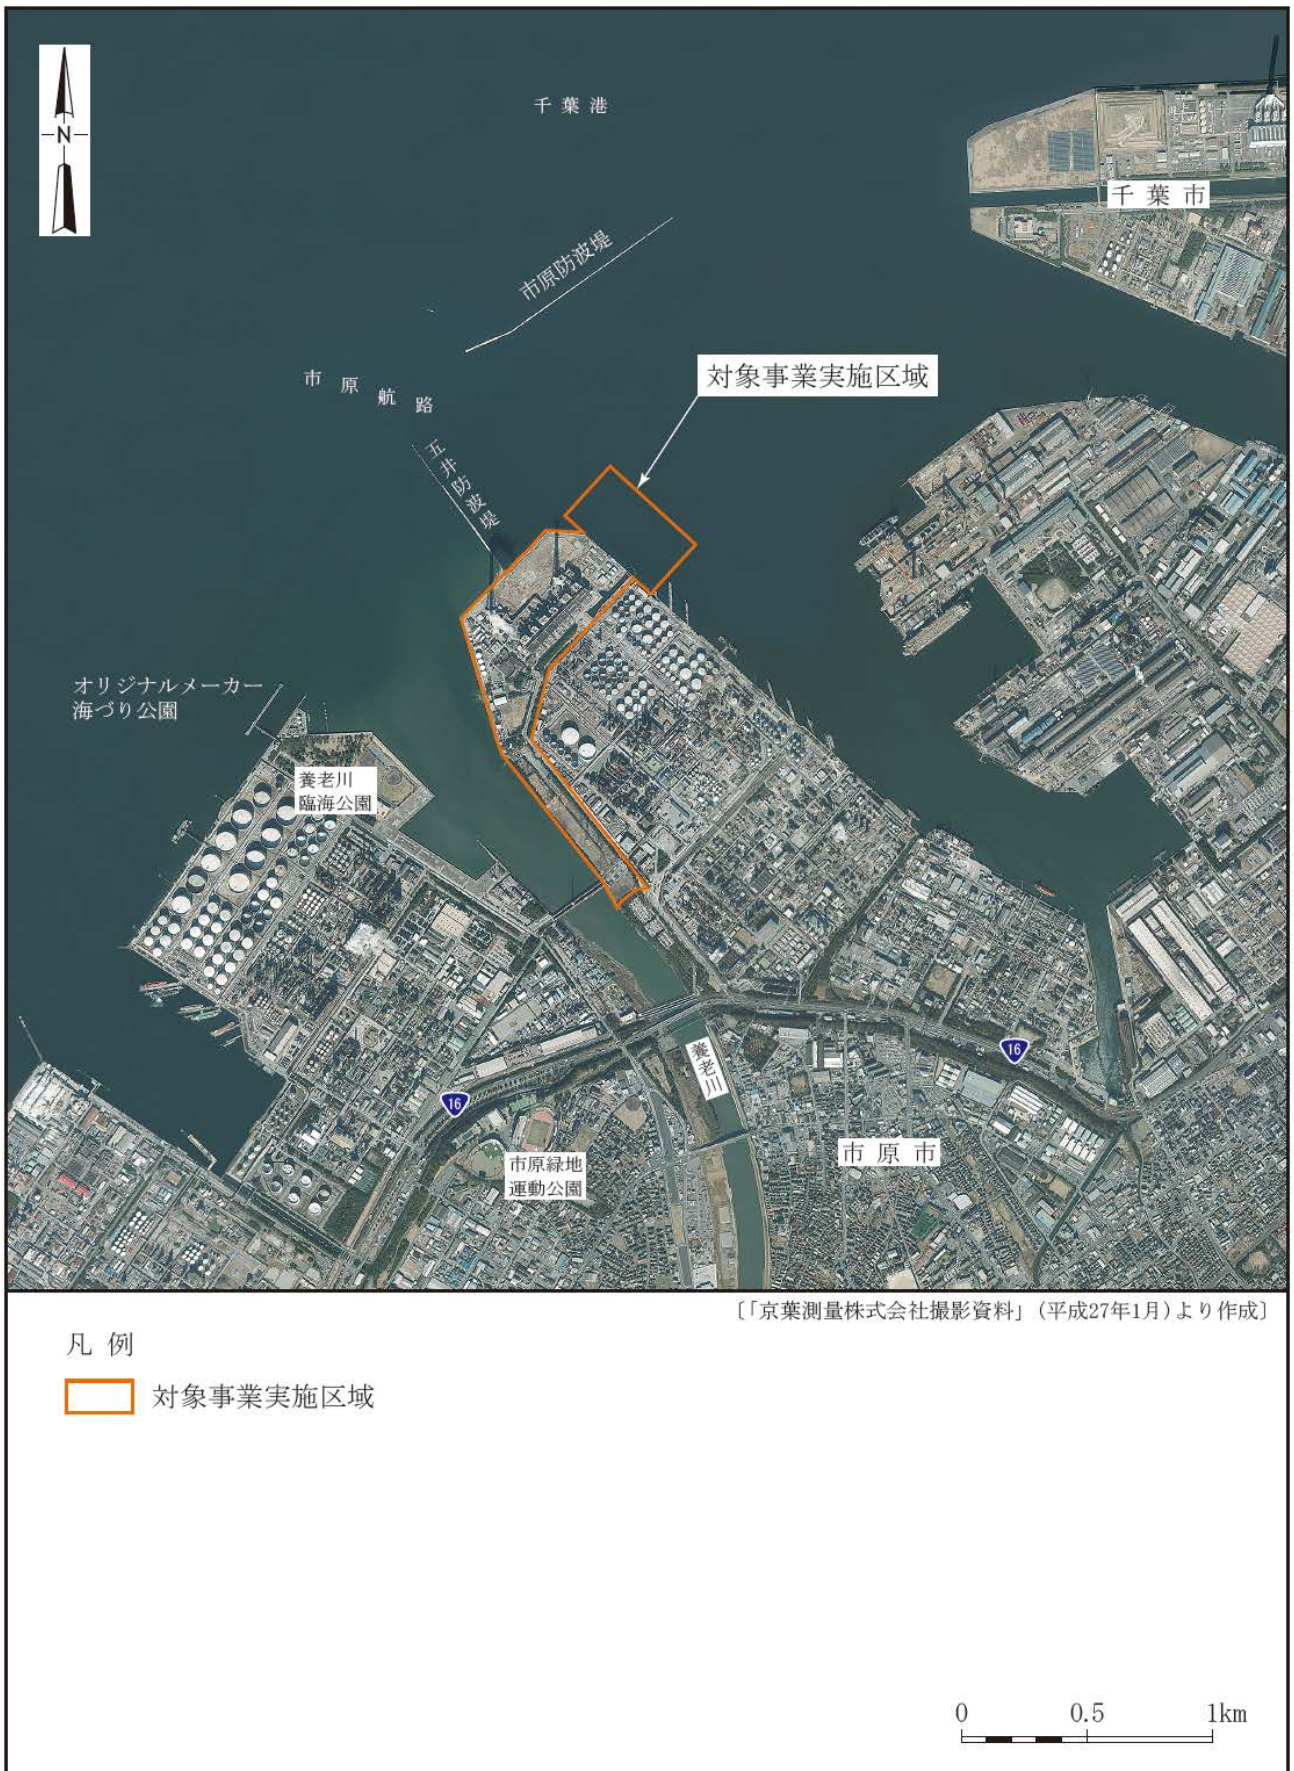 N
千葉港
千葉市
市原防波堤
対象事業実施区域
市原航路
五井防波堤
オリジナルメーカー
海づり公園
養老川
臨海公園
養老川
16
16
市原緑地
運動公園
市原市
〔「京葉測量株式会社撮影資料」(平成27年1月)より作成〕
凡例
対象事業実施区域
0 0.5 1km